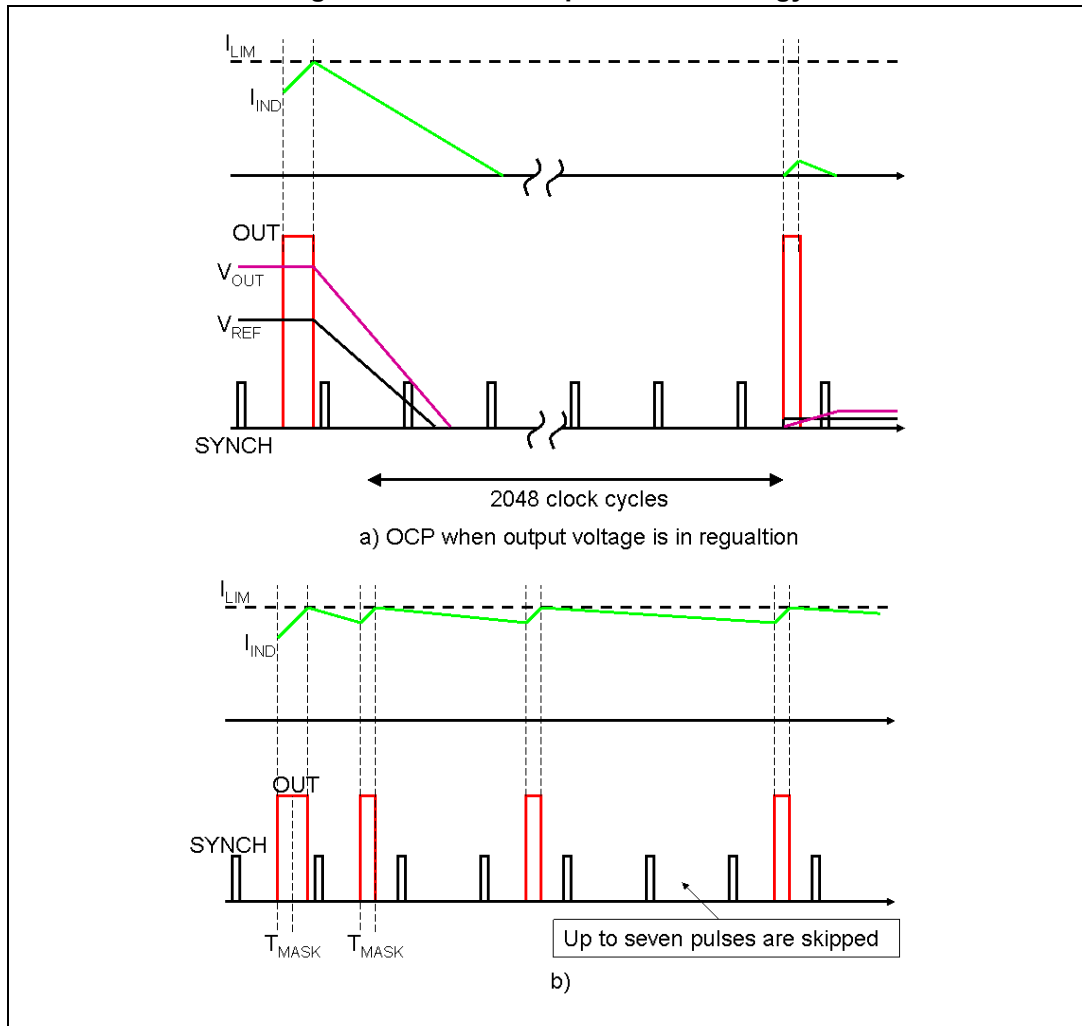 I_LIM
I_IND
OUT
V_OUT
V_REF
SYNCH
2048 clock cycles
a) OCP when output voltage is in regualtion
I_LIM
I_IND
OUT
SYNCH
T_MASK T_MASK
Up to seven pulses are skipped
b)